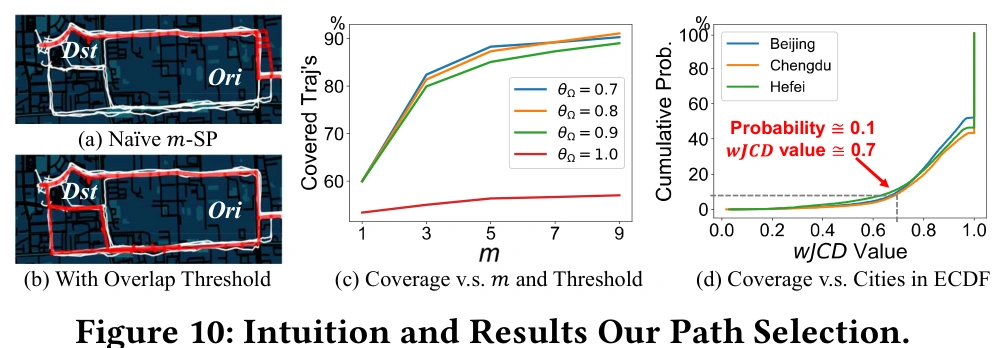 Dst
Ori
(a) Naïve m-SP
Dst
Ori
(b) With Overlap Threshold
%
90
80
70
60
Covered Traj's
θΩ = 0.7
θΩ = 0.8
θΩ = 0.9
θΩ = 1.0
1 3 5 7 9
m
(c) Coverage v.s. m and Threshold
%
100
80
60
40
20
0
Cumulative Prob.
Beijing
Chengdu
Hefei
Probability ≅ 0.1
wJCD value ≅ 0.7
0.0 0.2 0.4 0.6 0.8 1.0
wJCD Value
(d) Coverage v.s. Cities in ECDF
Figure 10: Intuition and Results Our Path Selection.